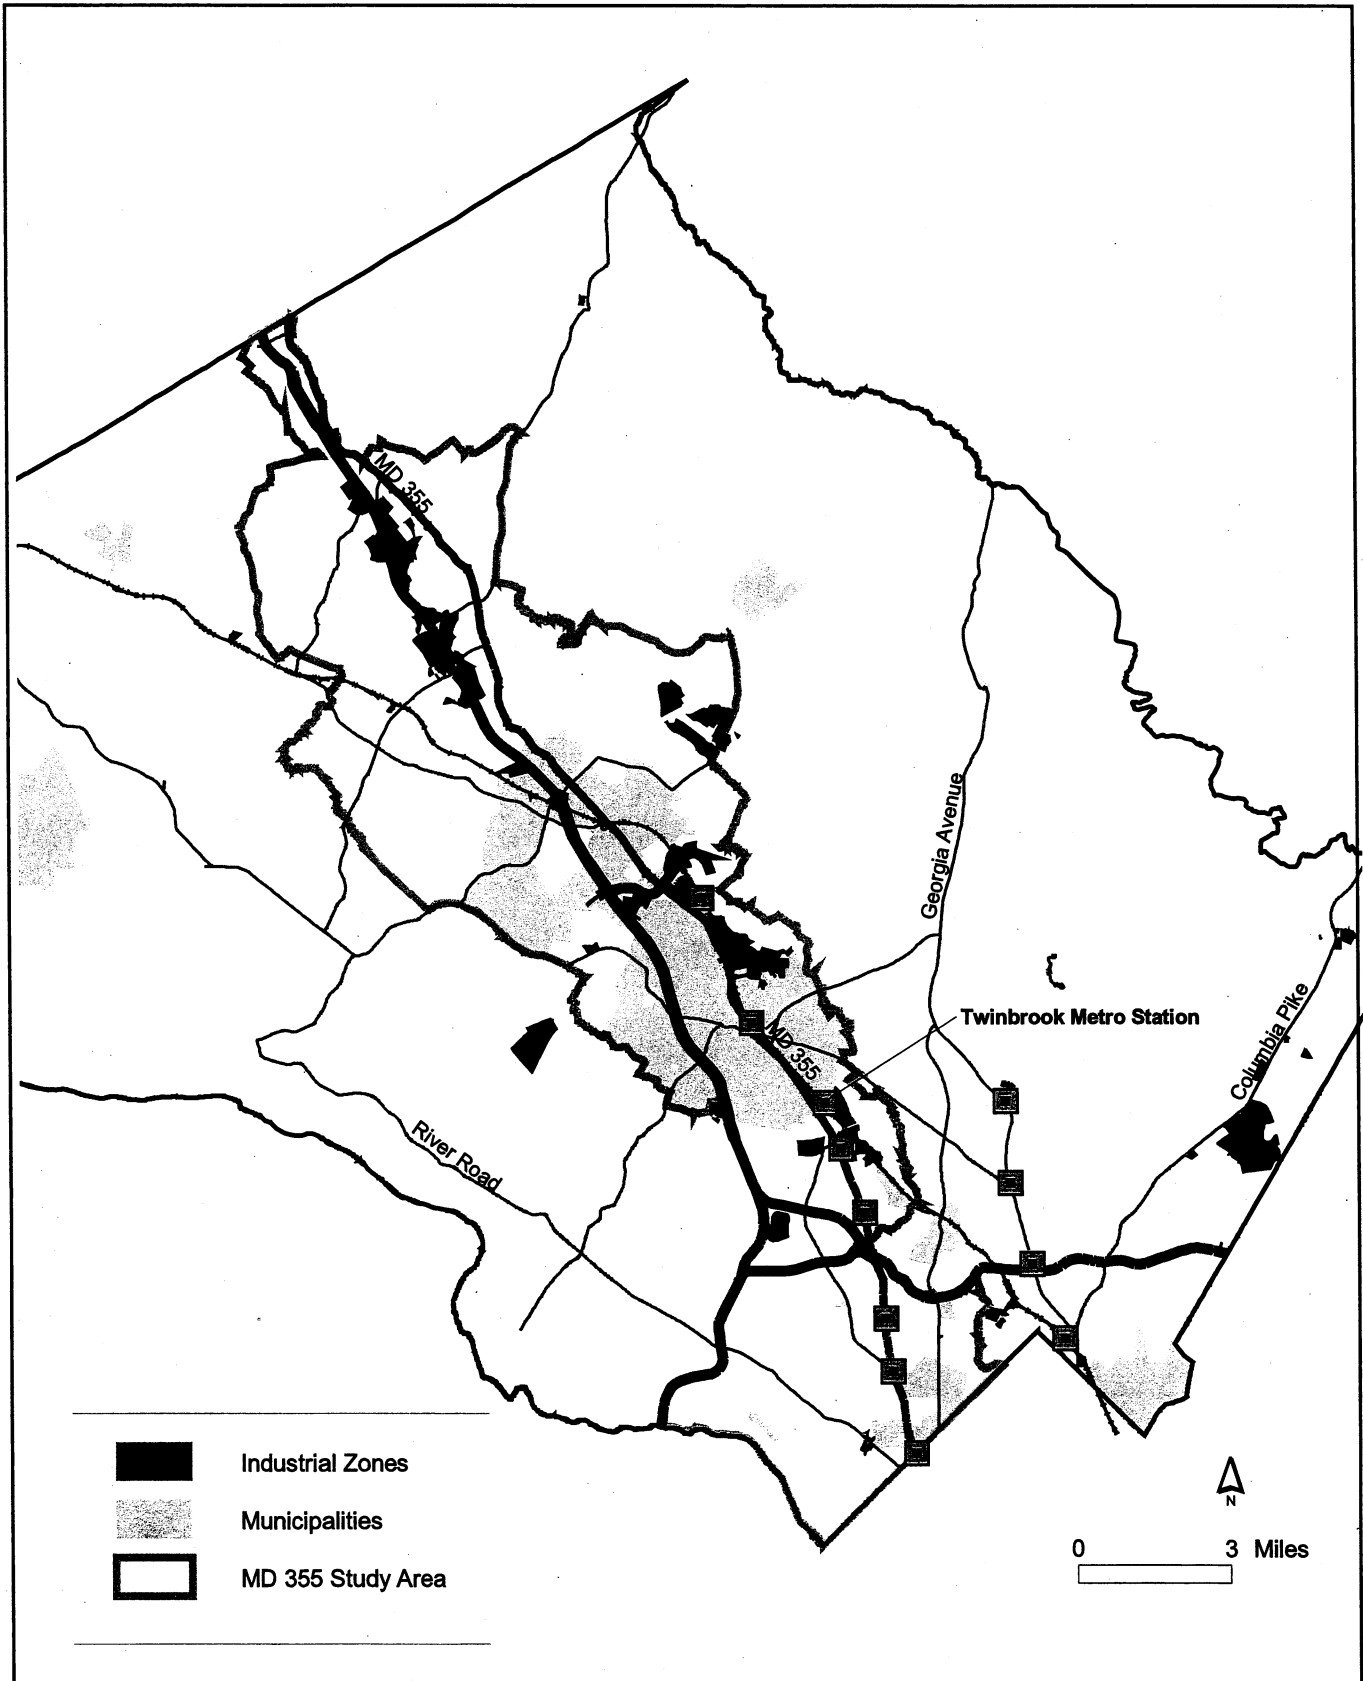 MD 355
Georgia Avenue
Twinbrook Metro Station
Columbia Pike
MD 355
River Road
Industrial Zones
Municipalities
MD 355 Study Area
N
0 3 Miles